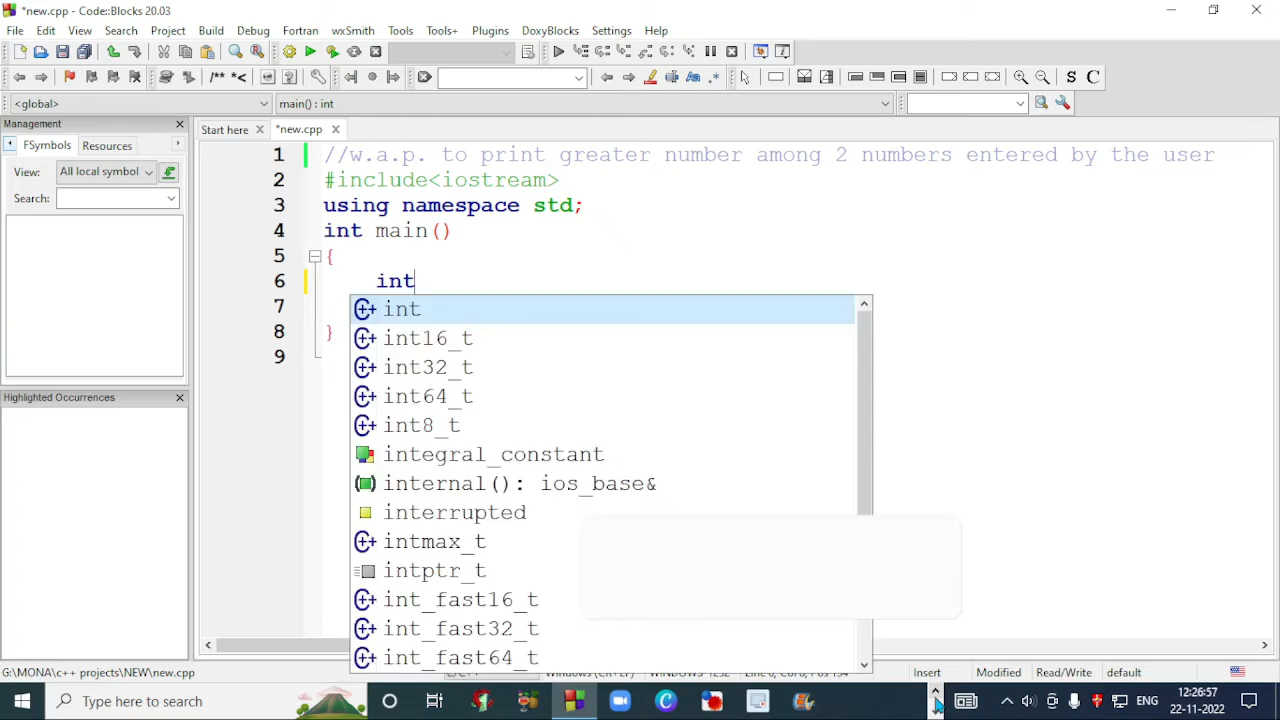 *new.cpp - Code::Blocks 20.03
File Edit View Search Project Build Debug Fortran wxSmith Tools Tools+ Plugins DoxyBlocks Settings Help
/** *<
.*
S C
<global> main() : int
Management
Start here *new.cpp
FSymbols Resources
View: All local symbol
Search:
Highlighted Occurrences
1 //w.a.p. to print greater number among 2 numbers entered by the user
2 #include<iostream>
3 using namespace std;
4 int main()
5 {
6 int
7
8 }
9
int
int16_t
int32_t
int64_t
int8_t
integral_constant
internal(): ios_base&
interrupted
intmax_t
intptr_t
int_fast16_t
int_fast32_t
int_fast64_t
G:\MONA\c++ projects\NEW\new.cpp Insert Modified Read/Write default
Type here to search
ENG
12:26:57
22-11-2022